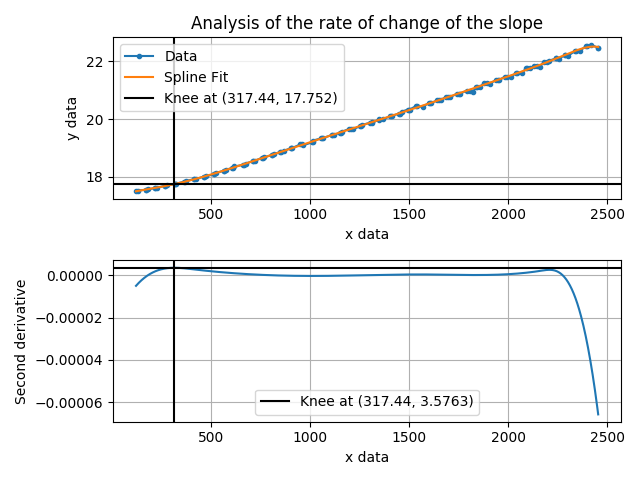 Analysis of the rate of change of the slope
Data
Spline Fit
Knee at (317.44, 17.752)
22
20
18
y data
500 1000 1500 2000 2500
x data
0.00000
−0.00002
−0.00004
−0.00006
Second derivative
Knee at (317.44, 3.5763)
500 1000 1500 2000 2500
x data